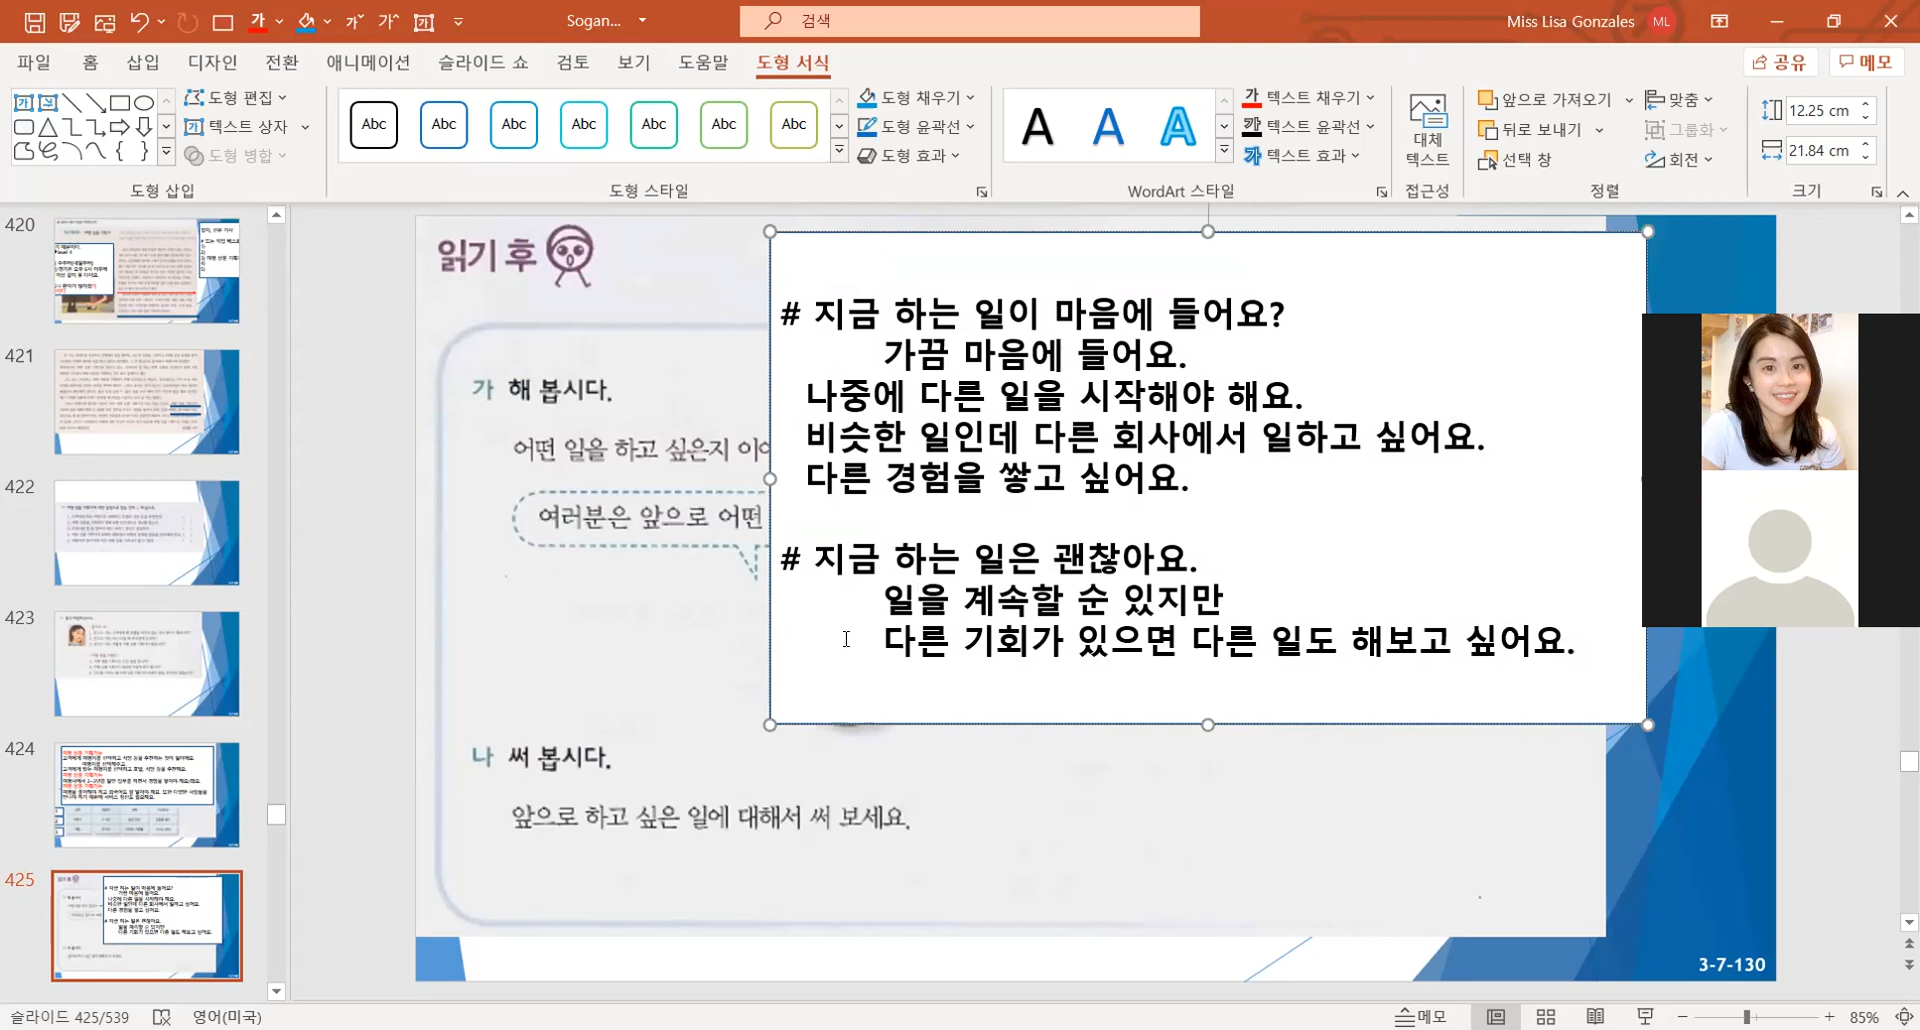 Sogan...
검색
Miss Lisa Gonzales
ML
파일 홈 삽입 디자인 전환 애니메이션 슬라이드 쇼 검토 보기 도움말 도형 서식
공유
메모
도형 편집
텍스트 상자
도형 병합
도형 삽입
Abc Abc Abc Abc Abc Abc Abc
도형 채우기
도형 윤곽선
도형 효과
도형 스타일
A A A
텍스트 채우기
텍스트 윤곽선
텍스트 효과
WordArt 스타일
대체
텍스트
접근성
앞으로 가져오기
뒤로 보내기
선택 창
맞춤
그룹화
회전
정렬
12.25 cm
21.84 cm
크기
420
421
422
423
424
425
읽기 후
가 해 봅시다.
어떤 일을 하고 싶은지
여러분은 앞으로 어떤
# 지금 하는 일이 마음에 들어요?
가끔 마음에 들어요.
나중에 다른 일을 시작해야 해요.
비슷한 일인데 다른 회사에서 일하고 싶어요.
다른 경험을 쌓고 싶어요.
# 지금 하는 일은 괜찮아요.
일을 계속할 순 있지만
다른 기회가 있으면 다른 일도 해보고 싶어요.
나 써 봅시다.
앞으로 하고 싶은 일에 대해서 써 보세요.
3-7-130
슬라이드 425/539
영어(미국)
메모
85%